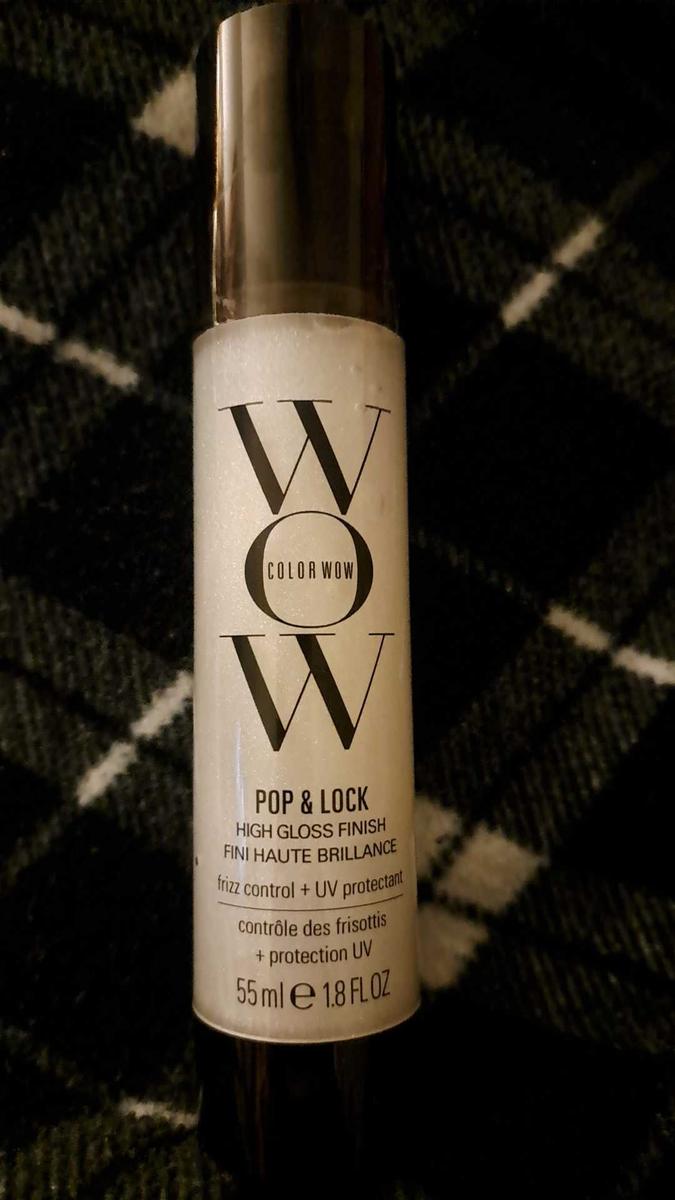 WOW
COLOR WOW
POP & LOCK
HIGH GLOSS FINISH
FINI HAUTE BRILLANCE
frizz control + UV protectant
contrôle des frisottis
+ protection UV
55 ml ℮ 1.8 FL OZ